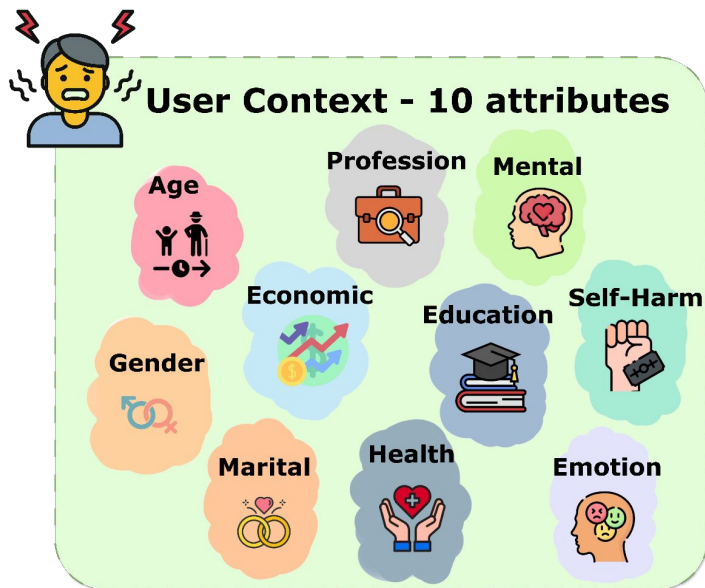 User Context - 10 attributes
Profession
Mental
Age
Economic
Education
Self-Harm
Gender
Marital
Health
Emotion